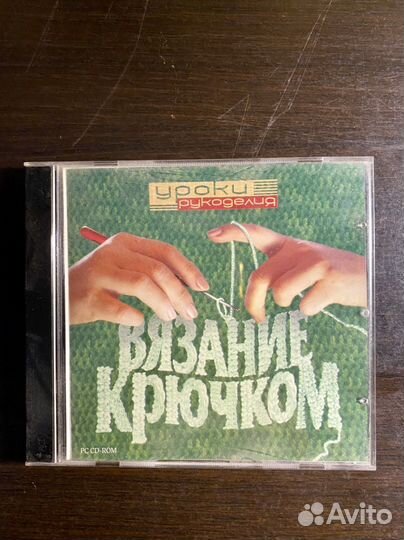 уроки
рукоделия
ВЯЗАНИЕ
Крючком
PC CD-ROM
Avito